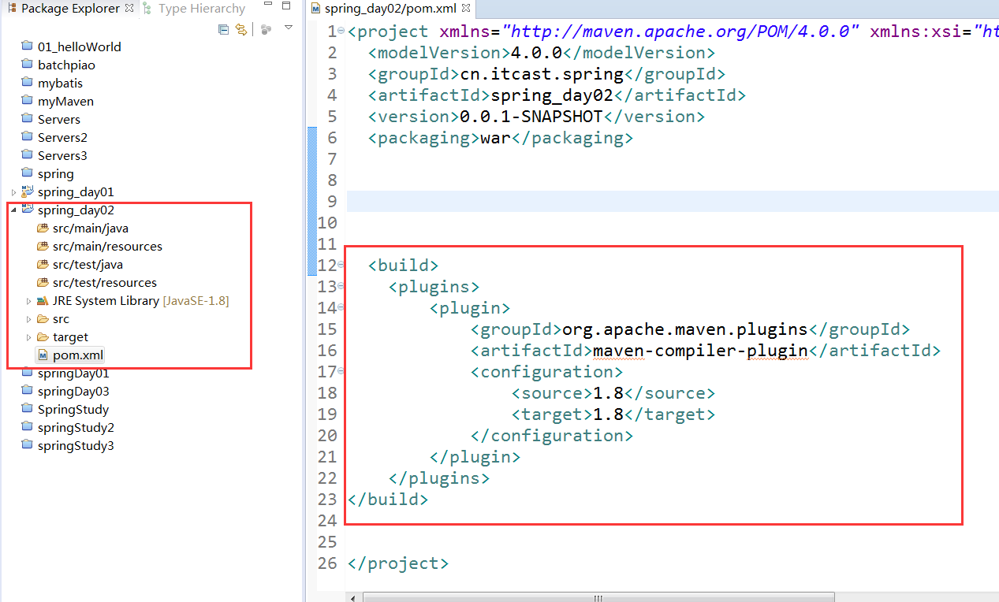 Package Explorer
Type Hierarchy
01_helloWorld
batchpiao
mybatis
myMaven
Servers
Servers2
Servers3
spring
spring_day01
spring_day02
src/main/java
src/main/resources
src/test/java
src/test/resources
JRE System Library [JavaSE-1.8]
src
target
pom.xml
springDay01
springDay03
SpringStudy
springStudy2
springStudy3
spring_day02/pom.xml
1 <project xmlns="http://maven.apache.org/POM/4.0.0" xmlns:xsi="ht
2 <modelVersion>4.0.0</modelVersion>
3 <groupId>cn.itcast.spring</groupId>
4 <artifactId>spring_day02</artifactId>
5 <version>0.0.1-SNAPSHOT</version>
6 <packaging>war</packaging>
7
8
9
10
11
12 <build>
13 <plugins>
14 <plugin>
15 <groupId>org.apache.maven.plugins</groupId>
16 <artifactId>maven-compiler-plugin</artifactId>
17 <configuration>
18 <source>1.8</source>
19 <target>1.8</target>
20 </configuration>
21 </plugin>
22 </plugins>
23 </build>
24
25
26 </project>